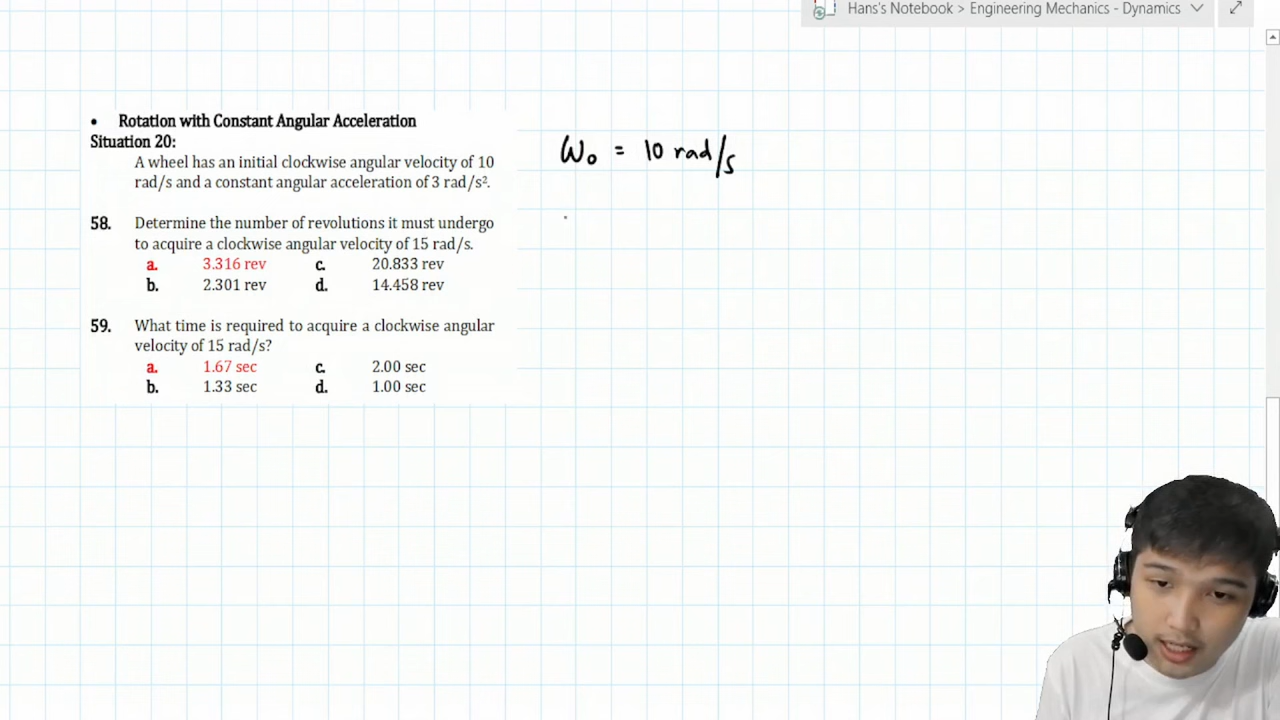 Hans's Notebook > Engineering Mechanics - Dynamics
• Rotation with Constant Angular Acceleration
Situation 20:
A wheel has an initial clockwise angular velocity of 10
rad/s and a constant angular acceleration of 3 rad/s².
58. Determine the number of revolutions it must undergo
to acquire a clockwise angular velocity of 15 rad/s.
a. 3.316 rev c. 20.833 rev
b. 2.301 rev d. 14.458 rev
59. What time is required to acquire a clockwise angular
velocity of 15 rad/s?
a. 1.67 sec c. 2.00 sec
b. 1.33 sec d. 1.00 sec
ω₀ = 10 rad/s